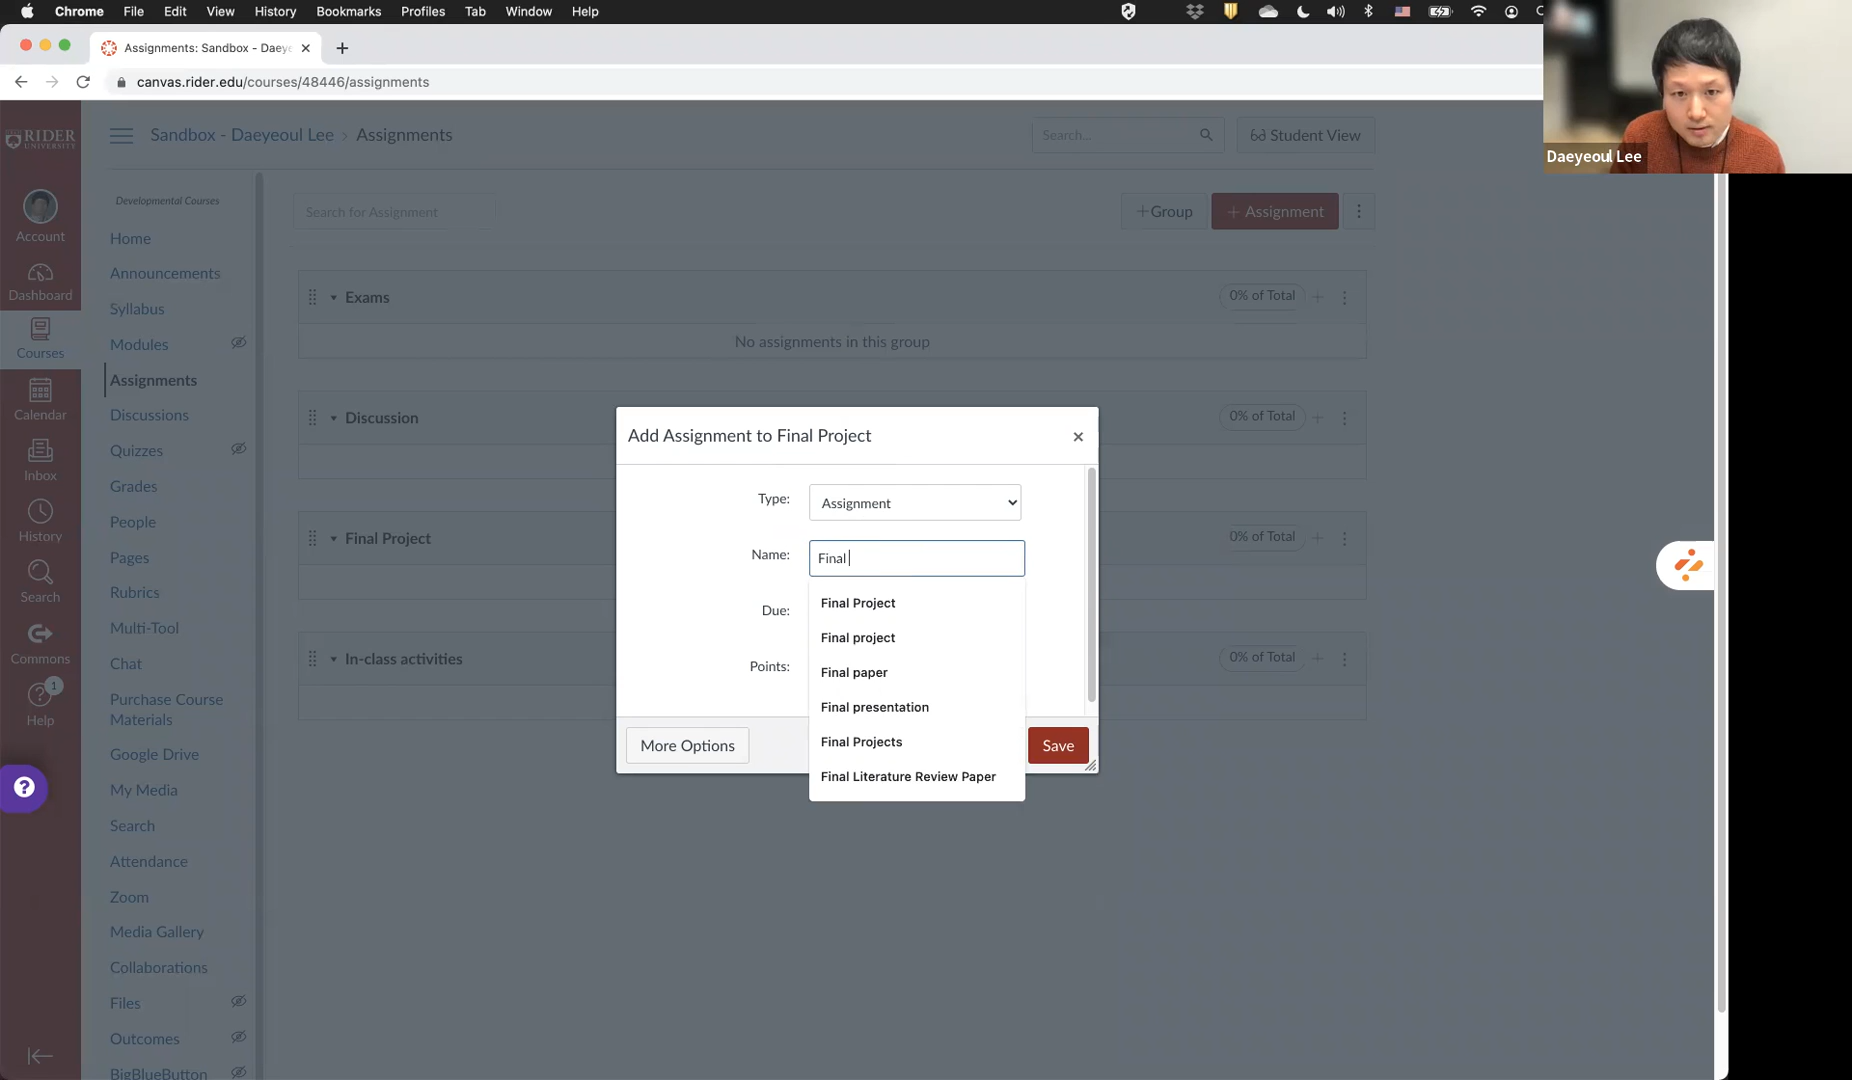 Chrome File Edit View History Bookmarks Profiles Tab Window Help
Assignments: Sandbox - Daey
canvas.rider.edu/courses/48446/assignments
Daeyeoul Lee
RIDER
UNIVERSITY
Sandbox - Daeyeoul Lee > Assignments
Search...
Student View
Account
Dashboard
Courses
Calendar
Inbox
History
Search
Commons
1
Help
Developmental Courses
Home
Announcements
Syllabus
Modules
Assignments
Discussions
Quizzes
Grades
People
Pages
Rubrics
Multi-Tool
Chat
Purchase Course
Materials
Google Drive
My Media
Search
Attendance
Zoom
Media Gallery
Collaborations
Files
Outcomes
BigBlueButton
Search for Assignment
+Group
+ Assignment
Exams
0% of Total +
No assignments in this group
Discussion
0% of Total +
Final Project
0% of Total +
In-class activities
0% of Total +
Add Assignment to Final Project
×
Type: Assignment
Name: Final
Due:
Points:
Final Project
Final project
Final paper
Final presentation
Final Projects
Final Literature Review Paper
More Options
Save